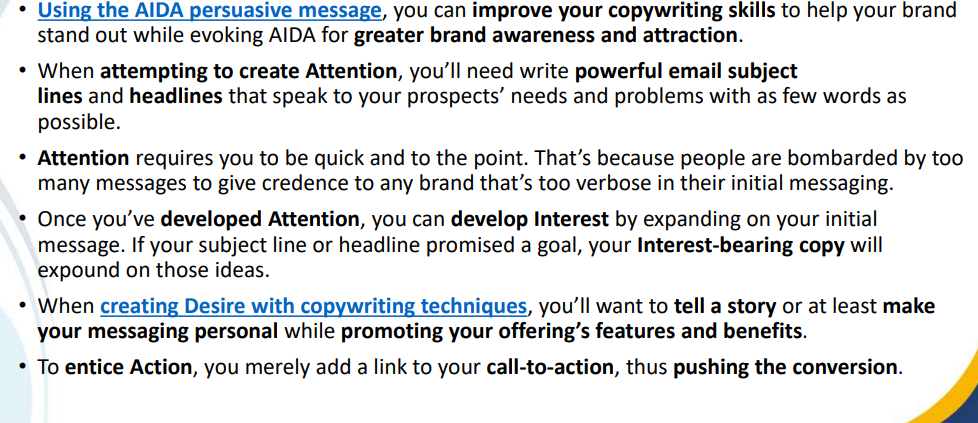 • Using the AIDA persuasive message, you can improve your copywriting skills to help your brand
stand out while evoking AIDA for greater brand awareness and attraction.
• When attempting to create Attention, you’ll need write powerful email subject
lines and headlines that speak to your prospects’ needs and problems with as few words as
possible.
• Attention requires you to be quick and to the point. That’s because people are bombarded by too
many messages to give credence to any brand that’s too verbose in their initial messaging.
• Once you’ve developed Attention, you can develop Interest by expanding on your initial
message. If your subject line or headline promised a goal, your Interest-bearing copy will
expound on those ideas.
• When creating Desire with copywriting techniques, you’ll want to tell a story or at least make
your messaging personal while promoting your offering’s features and benefits.
• To entice Action, you merely add a link to your call-to-action, thus pushing the conversion.